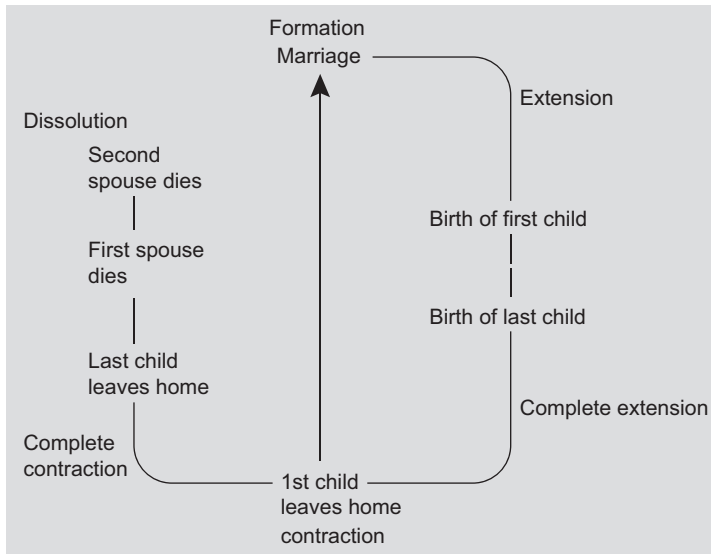 Formation
Marriage
Extension
Dissolution
Second
spouse dies
Birth of first child
First spouse
dies
Birth of last child
Last child
leaves home
Complete extension
Complete
contraction
1st child
leaves home
contraction